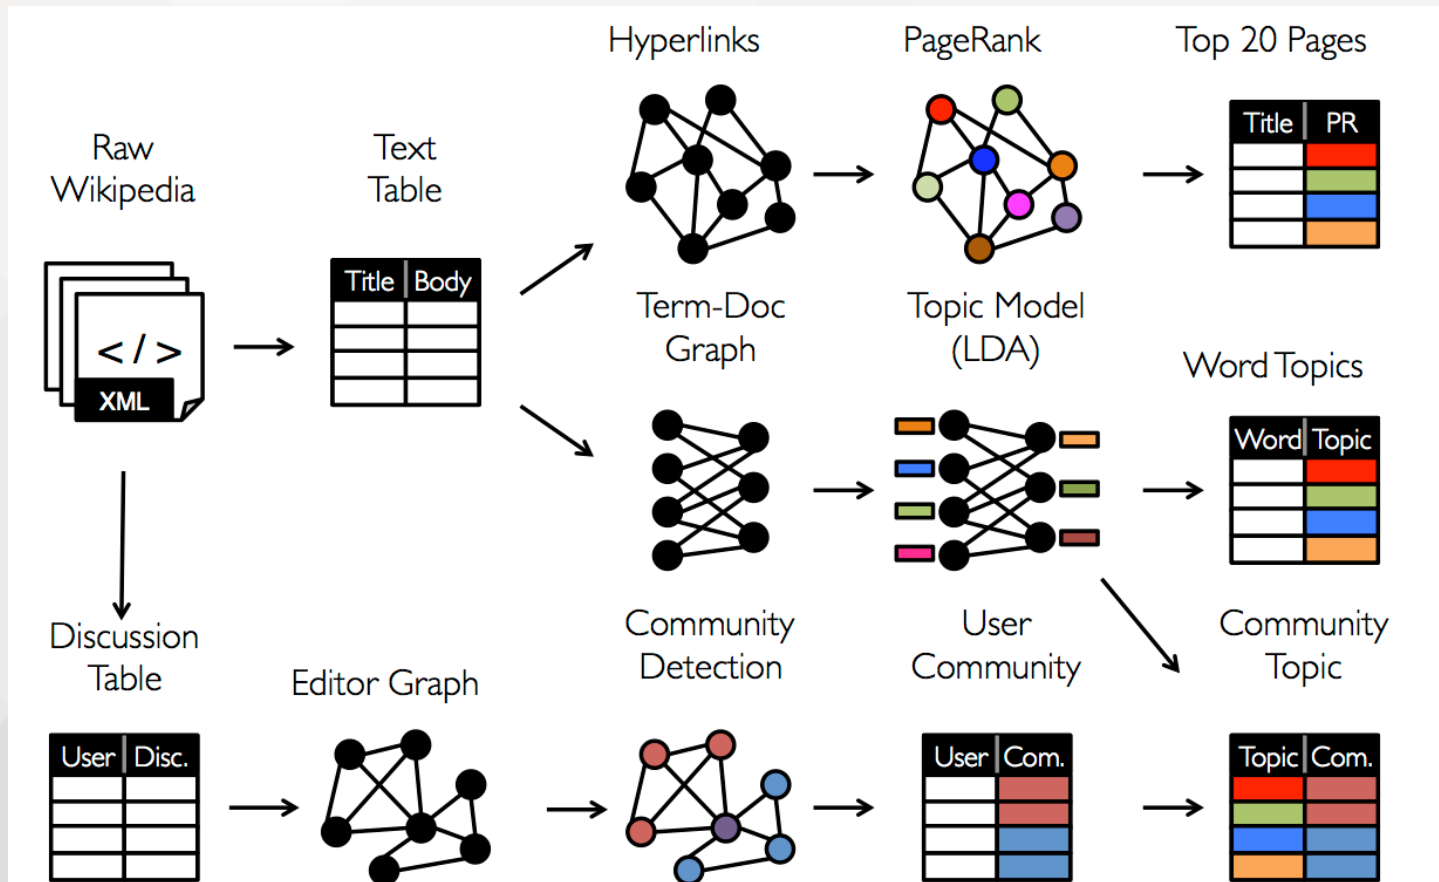 Hyperlinks
PageRank
Top 20 Pages
Raw
Wikipedia
Text
Table
Title PR
Title Body
</>
XML
Term-Doc
Graph
Topic Model
(LDA)
Word Topics
Word Topic
Discussion
Table
Editor Graph
Community
Detection
User
Community
Community
Topic
User Disc.
User Com.
Topic Com.